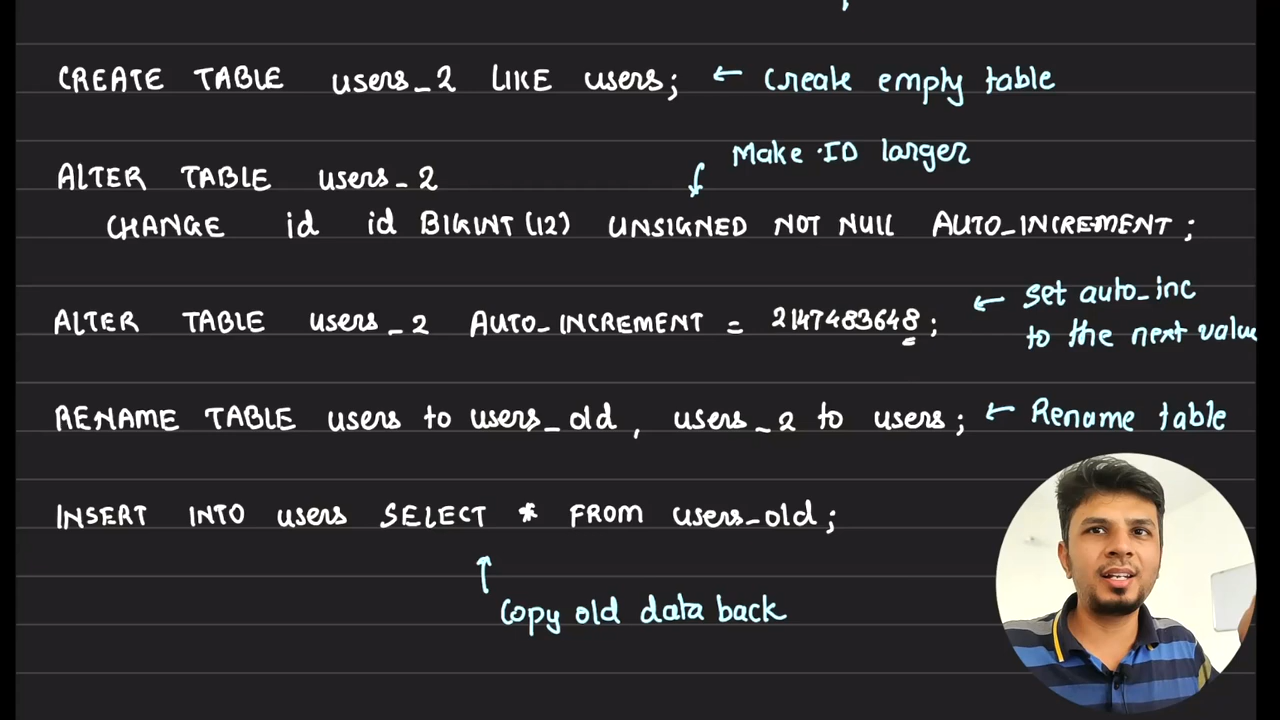 CREATE TABLE users_2 LIKE users; ← Create empty table
Make ID larger
ALTER TABLE users_2
CHANGE id id BIGINT (12) UNSIGNED NOT NULL AUTO_INCREMENT;
ALTER TABLE users_2 AUTO_INCREMENT = 2147483648; ← set auto_inc
to the next value
RENAME TABLE users to users_old, users_2 to users; ← Rename table
INSERT INTO users SELECT * FROM users_old;
Copy old data back